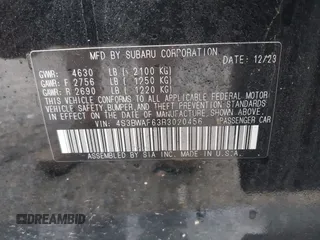 MFD. BY SUBARU CORPORATION 12/23
GVWR: 4630 LB ( 2100 KG)
GAWR: F 2756 LB ( 1250 KG)
GAWR: R 2690 LB ( 1220 KG)
THIS VEHICLE CONFORMS TO ALL APPLICABLE
FEDERAL MOTOR VEHICLE SAFETY,
BUMPER, AND THEFT PREVENTION STANDARDS
IN EFFECT ON THE DATE OF
MANUFACTURE SHOWN ABOVE.
VIN: 4S3BWAF63R3020456 PASSENGER CAR
ASSEMBLED BY SIA INC. MADE IN U.S.A.
DREAMBID